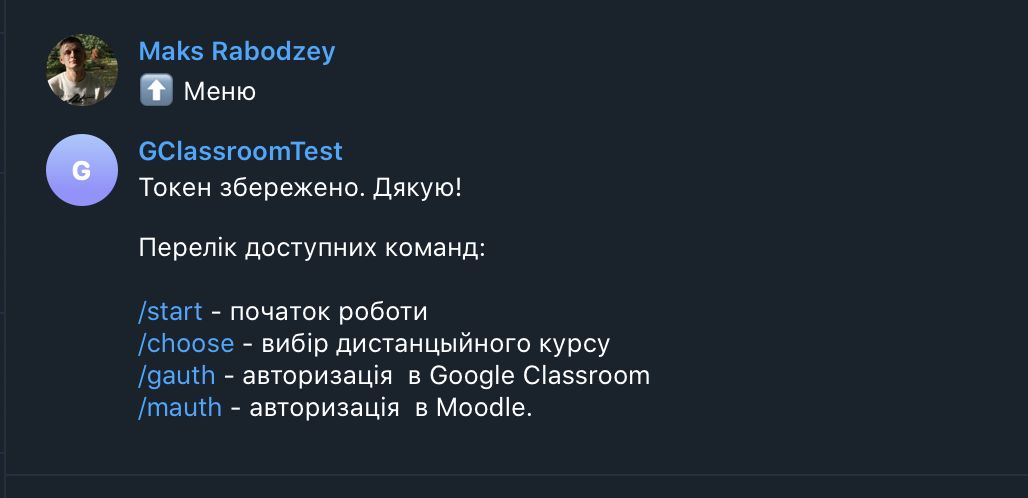 Maks Rabodzey
⬆️ Меню
G
GClassroomTest
Токен збережено. Дякую!
Перелік доступних команд:
/start - початок роботи
/choose - вибір дистанцыйного курсу
/gauth - авторизація  в Google Classroom
/mauth - авторизація  в Moodle.